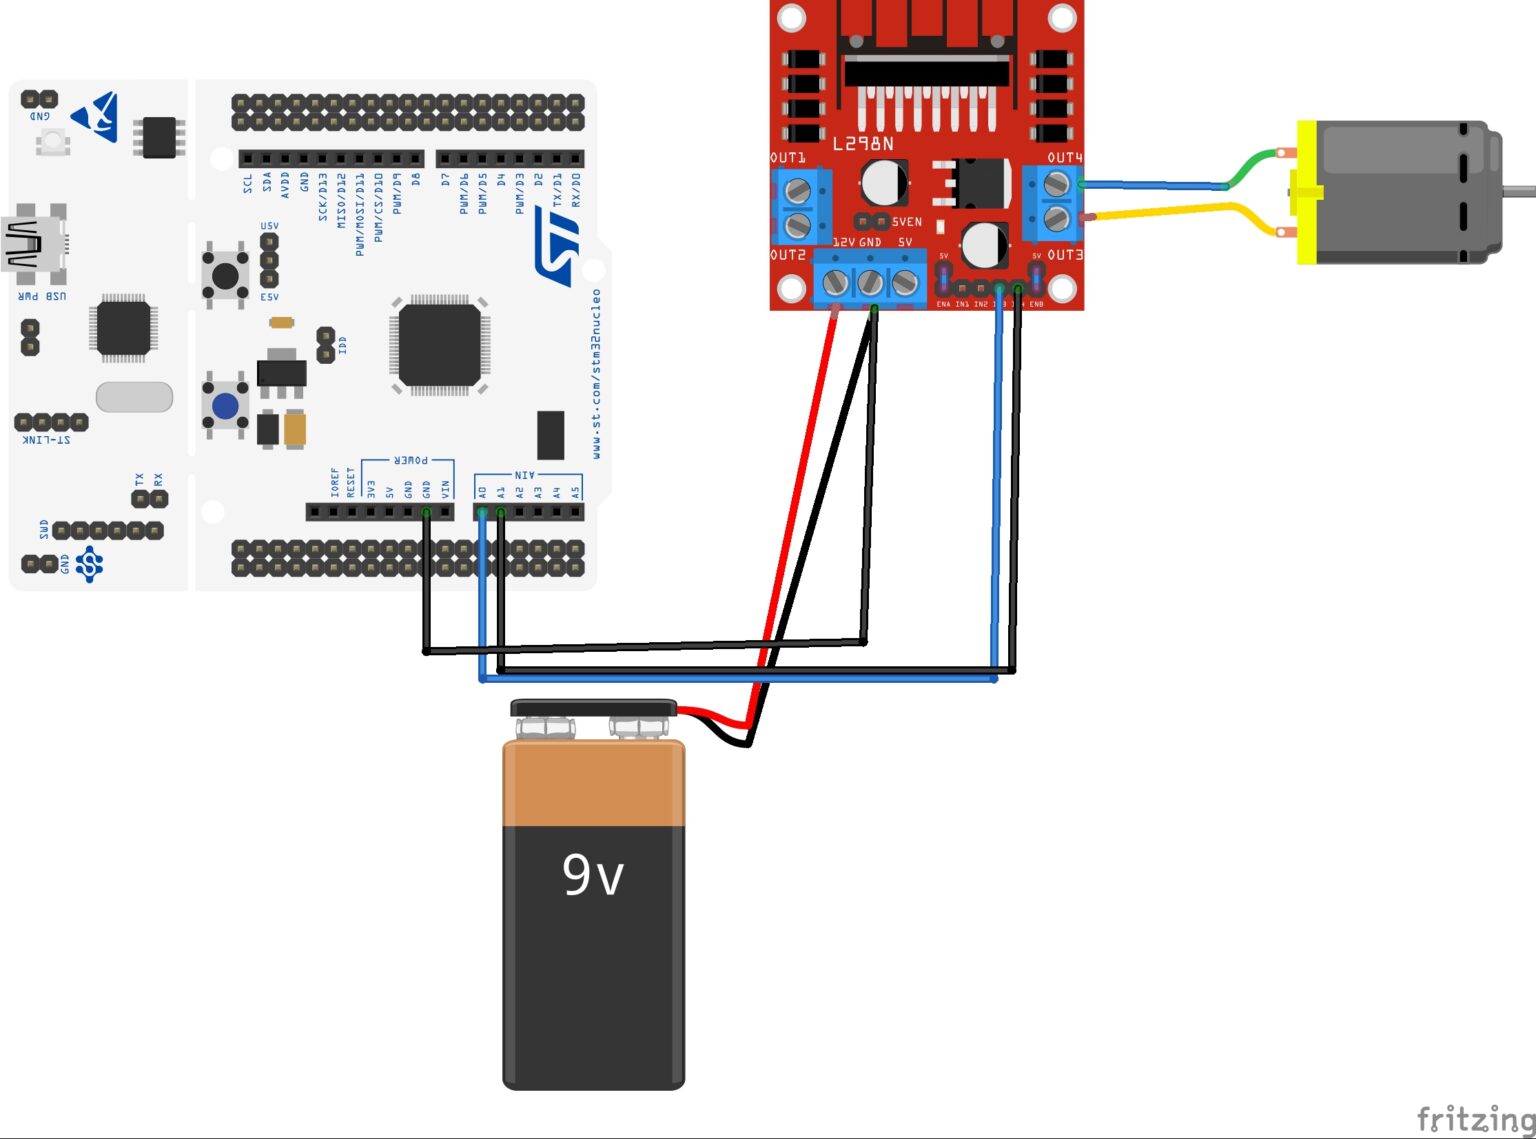 GND
USB PWR
ST-LINK
TX
RX
SWD
GND
SCL
SDA
AVDD
GND
SCK/D13
MISO/D12
PWM/MOSI/D11
PWM/CS/D10
PWM/D9
D8
D7
PWM/D6
PWM/D5
D4
PWM/D3
D2
TX/D1
RX/D0
U5V
E5V
IDD
www.st.com/stm32nucleo
POWER
IOREF
RESET
3V3
5V
GND
GND
VIN
AIN
A0
A1
A2
A3
A4
A5
L298N
OUT1
OUT4
5VEN
OUT2
12V GND 5V
OUT3
5V
5V
ENA IN1 IN2
ENB
9v
fritzing